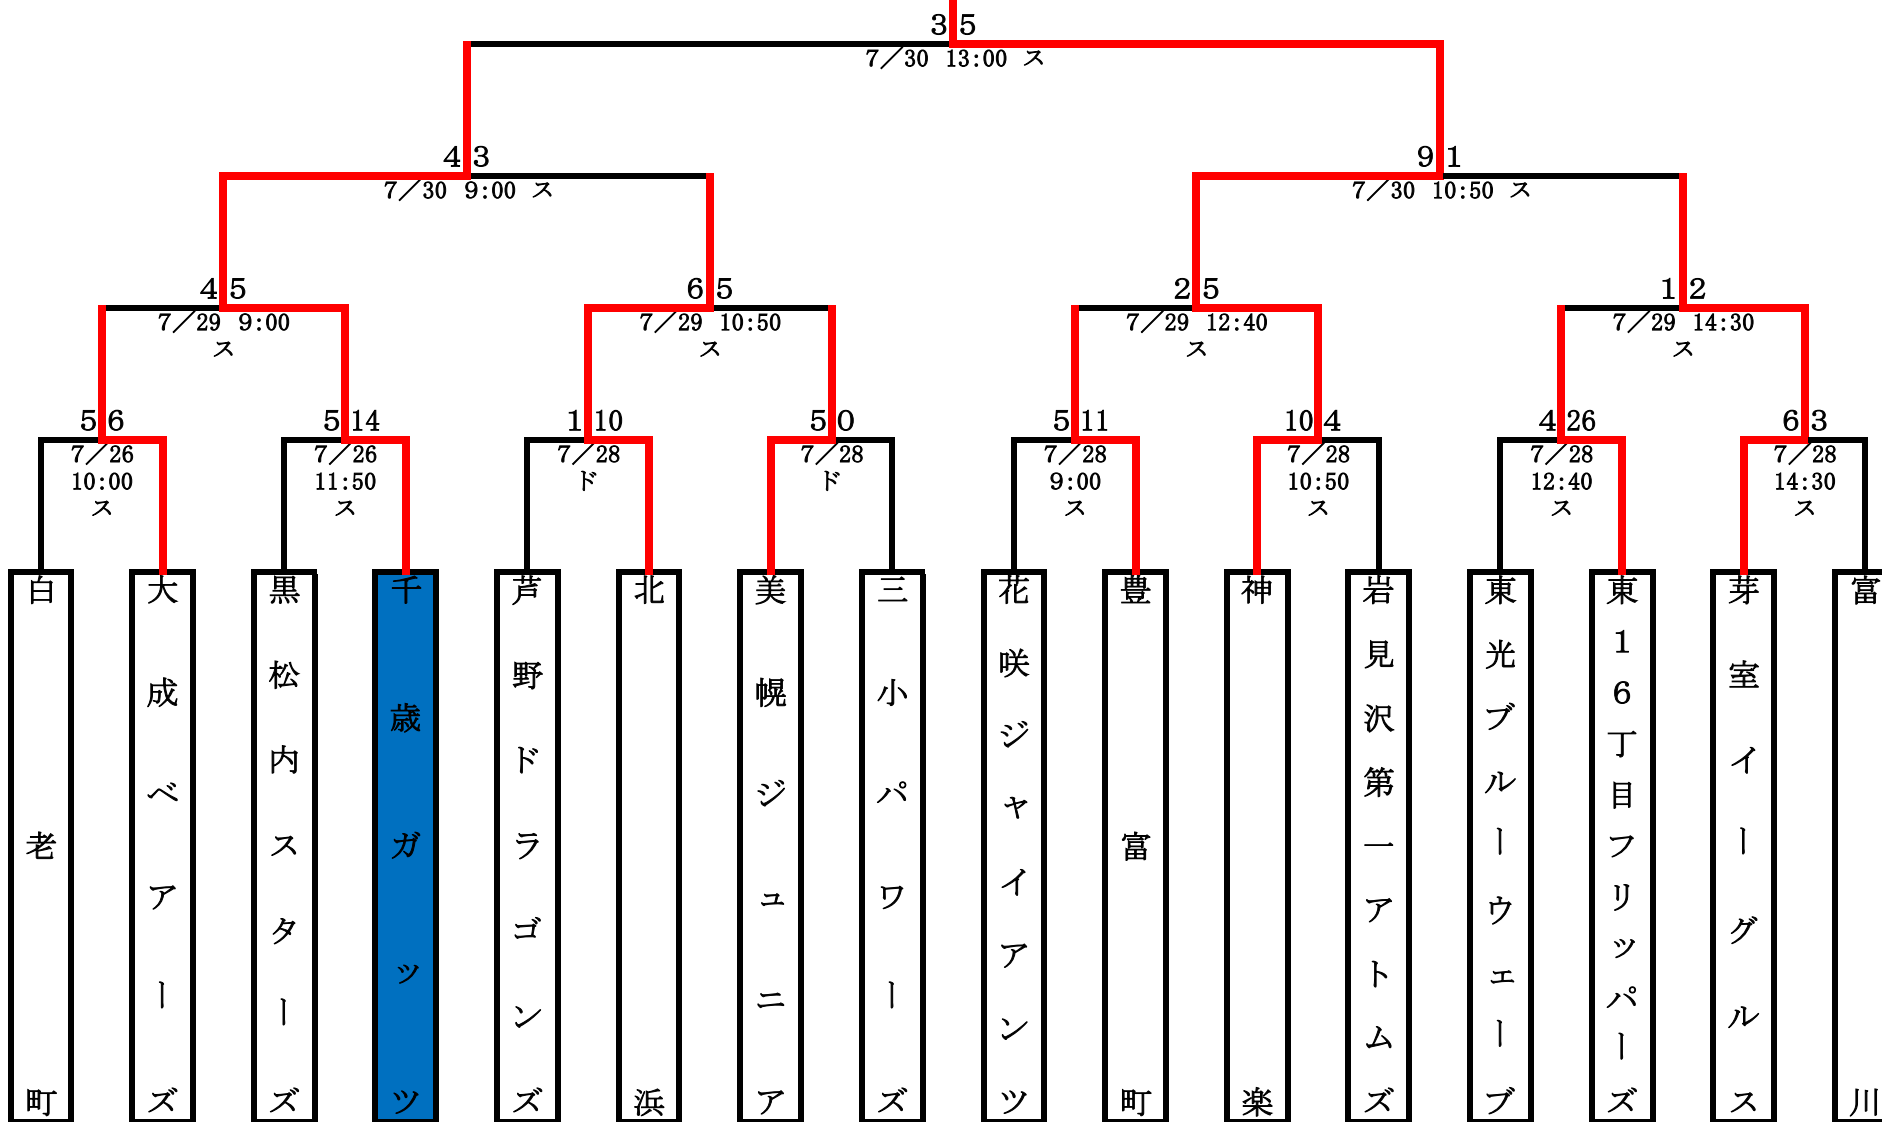 3 5
7／30 13:00 ス
4 3
7／30 9:00 ス
9 1
7／30 10:50 ス
4 5
7／29 9:00
ス
6 5
7／29 10:50
ス
2 5
7／29 12:40
ス
1 2
7／29 14:30
ス
5 6
7／26
10:00
ス
5 14
7／26
11:50
ス
1 10
7／28
ド
5 0
7／28
ド
5 11
7／28
9:00
ス
10 4
7／28
10:50
ス
4 26
7／28
12:40
ス
6 3
7／28
14:30
ス
白老町
大成ベアーズ
黒松内スターズ
千歳ガッツ
芦野ドラゴンズ
北浜
美幌ジュニア
三小パワーズ
花咲ジャイアンツ
豊富町
神楽
岩見沢第一アトムズ
東光ブルーウェーブ
東16丁目フリッパーズ
芽室イーグルス
富川